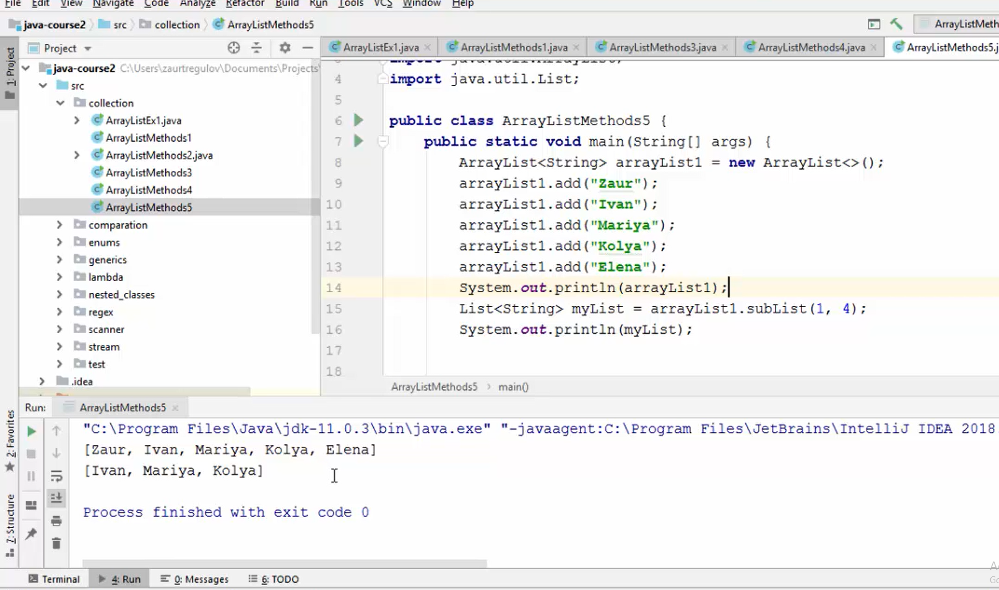 File Edit View Navigate Code Analyze Refactor Build Run Tools VCS Window Help
java-course2 src collection ArrayListMethods5 ArrayListMeth
Project
ArrayListEx1.java ArrayListMethods1.java ArrayListMethods3.java ArrayListMethods4.java ArrayListMethods5.j
1: Project
java-course2 C:\Users\zaurtregulov\Documents\Projects
src
collection
ArrayListEx1.java
ArrayListMethods1
ArrayListMethods2.java
ArrayListMethods3
ArrayListMethods4
ArrayListMethods5
comparation
enums
generics
lambda
nested_classes
regex
scanner
stream
test
.idea
import java.util.ArrayList;
4 import java.util.List;
5
6 public class ArrayListMethods5 {
7 public static void main(String[] args) {
8 ArrayList<String> arrayList1 = new ArrayList<>();
9 arrayList1.add("Zaur");
10 arrayList1.add("Ivan");
11 arrayList1.add("Mariya");
12 arrayList1.add("Kolya");
13 arrayList1.add("Elena");
14 System.out.println(arrayList1);
15 List<String> myList = arrayList1.subList(1, 4);
16 System.out.println(myList);
17
18
ArrayListMethods5 main()
Run: ArrayListMethods5
2: Favorites
7: Structure
"C:\Program Files\Java\jdk-11.0.3\bin\java.exe" "-javaagent:C:\Program Files\JetBrains\IntelliJ IDEA 2018
[Zaur, Ivan, Mariya, Kolya, Elena]
[Ivan, Mariya, Kolya]
Process finished with exit code 0
Terminal 4: Run 0: Messages 6: TODO